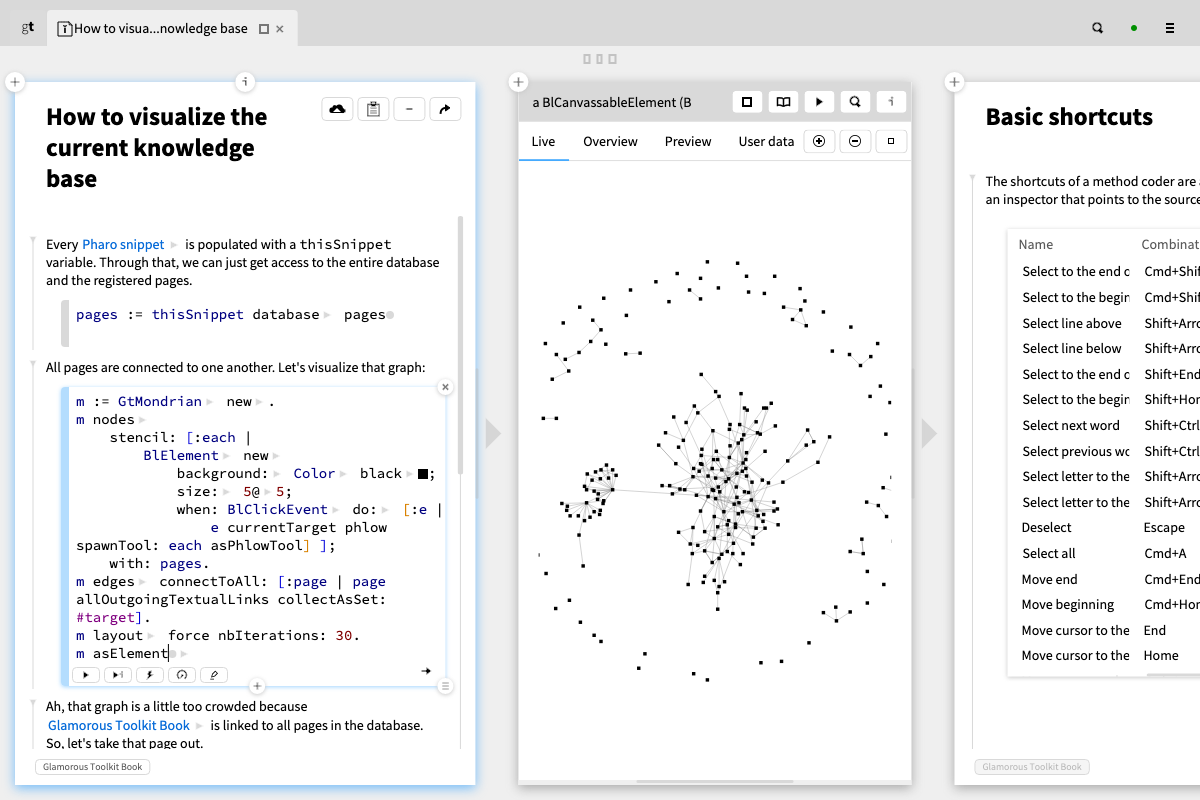 gt
How to visua...nowledge base
How to visualize the
current knowledge
base
Every Pharo snippet is populated with a thisSnippet
variable. Through that, we can just get access to the entire database
and the registered pages.
pages := thisSnippet database pages
All pages are connected to one another. Let's visualize that graph:
m := GtMondrian new .
m nodes
stencil: [:each |
BlElement new
background: Color black ;
size: 5@ 5;
when: BlClickEvent do: [:e |
e currentTarget phlow
spawnTool: each asPhlowTool] ];
with: pages.
m edges connectToAll: [:page | page
allOutgoingTextualLinks collectAsSet:
#target].
m layout force nbIterations: 30.
m asElement
Ah, that graph is a little too crowded because
Glamorous Toolkit Book is linked to all pages in the database.
So, let's take that page out.
Glamorous Toolkit Book
a BlCanvassableElement (B
i
Live Overview Preview User data
Basic shortcuts
The shortcuts of a method coder are
an inspector that points to the source
Name Combinat
Select to the end o Cmd+Shif
Select to the begin Cmd+Shif
Select line above Shift+Arro
Select line below Shift+Arro
Select to the end o Shift+End
Select to the begin Shift+Hor
Select next word Shift+Ctrl
Select previous wo Shift+Ctrl
Select letter to the Shift+Arro
Select letter to the Shift+Arro
Deselect Escape
Select all Cmd+A
Move end Cmd+End
Move beginning Cmd+Hor
Move cursor to the End
Move cursor to the Home
Glamorous Toolkit Book